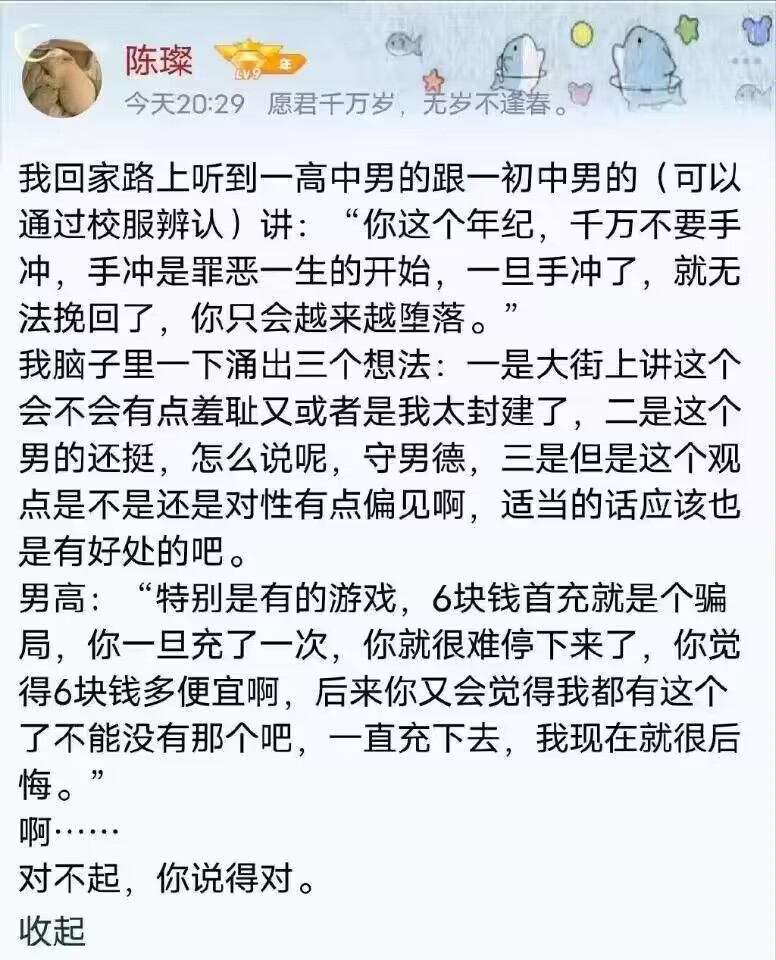 陈璨
LV9
年
今天20:29 愿君千万岁，无岁不逢春。
我回家路上听到一高中男的跟一初中男的（可以
通过校服辨认）讲：“你这个年纪，千万不要手
冲，手冲是罪恶一生的开始，一旦手冲了，就无
法挽回了，你只会越来越堕落。”
我脑子里一下涌出三个想法：一是大街上讲这个
会不会有点羞耻又或者是我太封建了，二是这个
男的还挺，怎么说呢，守男德，三是但是这个观
点是不是还是对性有点偏见啊，适当的话应该也
是有好处的吧。
男高：“特别是有的游戏，6块钱首充就是个骗
局，你一旦充了一次，你就很难停下来了，你觉
得6块钱多便宜啊，后来你又会觉得我都有这个
了不能没有那个吧，一直充下去，我现在就很后
悔。”
啊……
对不起，你说得对。
收起